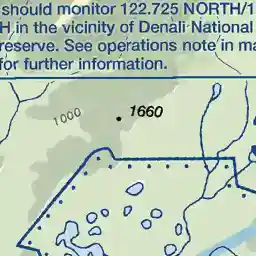 should monitor 122.725 NORTH/1
H in the vicinity of Denali National
reserve. See operations note in ma
for further information.
1660
1000